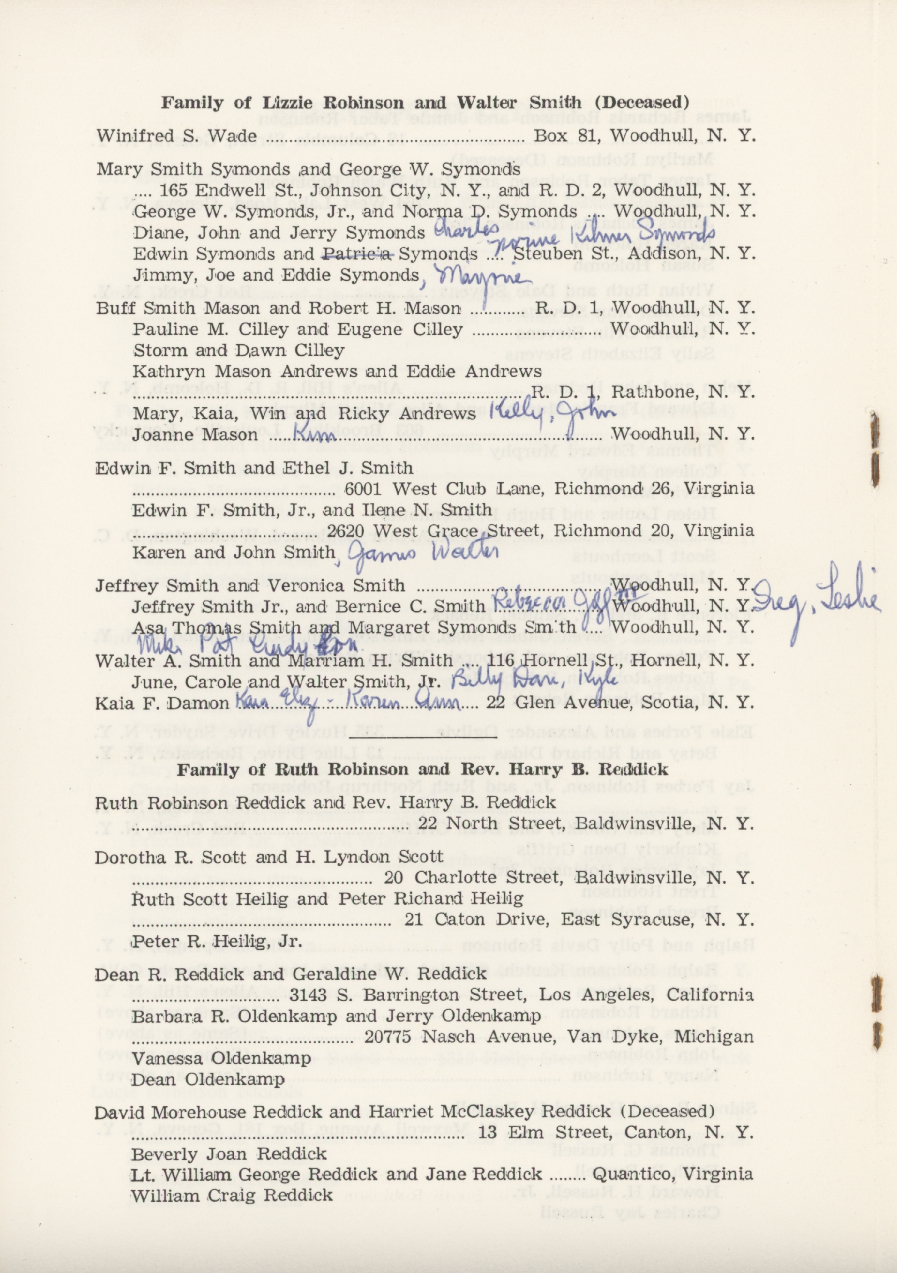 Family of Lizzie Robinson and Walter Smith (Deceased)
Winifred S. Wade ........ Box 81, Woodhull, N. Y.
Mary Smith Symonds and George W. Symonds
.... 165 Endwell St., Johnson City, N. Y., and R. D. 2, Woodhull, N. Y.
George W. Symonds, Jr., and Norma D. Symonds .... Woodhull, N. Y.
Diane, John and Jerry Symonds Charles
Kilmer Symonds
Edwin Symonds and Patricia Symonds .... Steuben St., Addison, N. Y.
Jimmy, Joe and Eddie Symonds, Maryne
Buff Smith Mason and Robert H. Mason ........ R. D. 1, Woodhull, N. Y.
Pauline M. Cilley and Eugene Cilley ........ Woodhull, N. Y.
Storm and Dawn Cilley
Kathryn Mason Andrews and Eddie Andrews
........ R. D. 1, Rathbone, N. Y.
Mary, Kaia, Win and Ricky Andrews Kelly, John
Joanne Mason ..... Kim ........ Woodhull, N. Y.
Edwin F. Smith and Ethel J. Smith
........ 6001 West Club Lane, Richmond 26, Virginia
Edwin F. Smith, Jr., and Ilene N. Smith
........ 2620 West Grace Street, Richmond 20, Virginia
Karen and John Smith, James Walter
Jeffrey Smith and Veronica Smith ........ Woodhull, N. Y.
Jeffrey Smith Jr., and Bernice C. Smith Rebecca Jeff III Woodhull, N. Y. Greg, Leslie
Asa Thomas Smith and Margaret Symonds Smith .... Woodhull, N. Y.
Mike Pat Cindy Ron
Walter A. Smith and Marriam H. Smith .... 116 Hornell St., Hornell, N. Y.
June, Carole and Walter Smith, Jr. Billy Dave, Kyle
Kaia F. Damon Kaia Eliz - Karen Ann .... 22 Glen Avenue, Scotia, N. Y.
Family of Ruth Robinson and Rev. Harry B. Reddick
Ruth Robinson Reddick and Rev. Harry B. Reddick
........ 22 North Street, Baldwinsville, N. Y.
Dorotha R. Scott and H. Lyndon Scott
........ 20 Charlotte Street, Baldwinsville, N. Y.
Ruth Scott Heilig and Peter Richard Heilig
........ 21 Caton Drive, East Syracuse, N. Y.
Peter R. Heilig, Jr.
Dean R. Reddick and Geraldine W. Reddick
........ 3143 S. Barrington Street, Los Angeles, California
Barbara R. Oldenkamp and Jerry Oldenkamp
........ 20775 Nasch Avenue, Van Dyke, Michigan
Vanessa Oldenkamp
Dean Oldenkamp
David Morehouse Reddick and Harriet McClaskey Reddick (Deceased)
........ 13 Elm Street, Canton, N. Y.
Beverly Joan Reddick
Lt. William George Reddick and Jane Reddick ........ Quantico, Virginia
William Craig Reddick